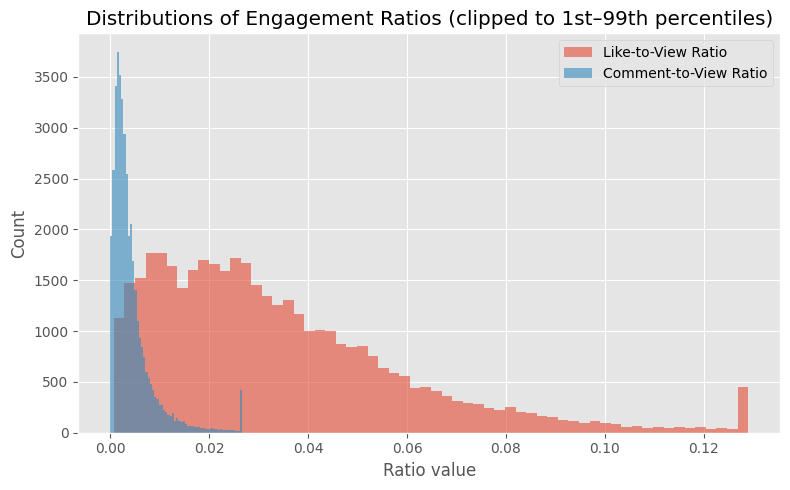 Distributions of Engagement Ratios (clipped to 1st–99th percentiles)
Like-to-View Ratio
Comment-to-View Ratio
Count
3500
3000
2500
2000
1500
1000
500
0
0.00 0.02 0.04 0.06 0.08 0.10 0.12
Ratio value